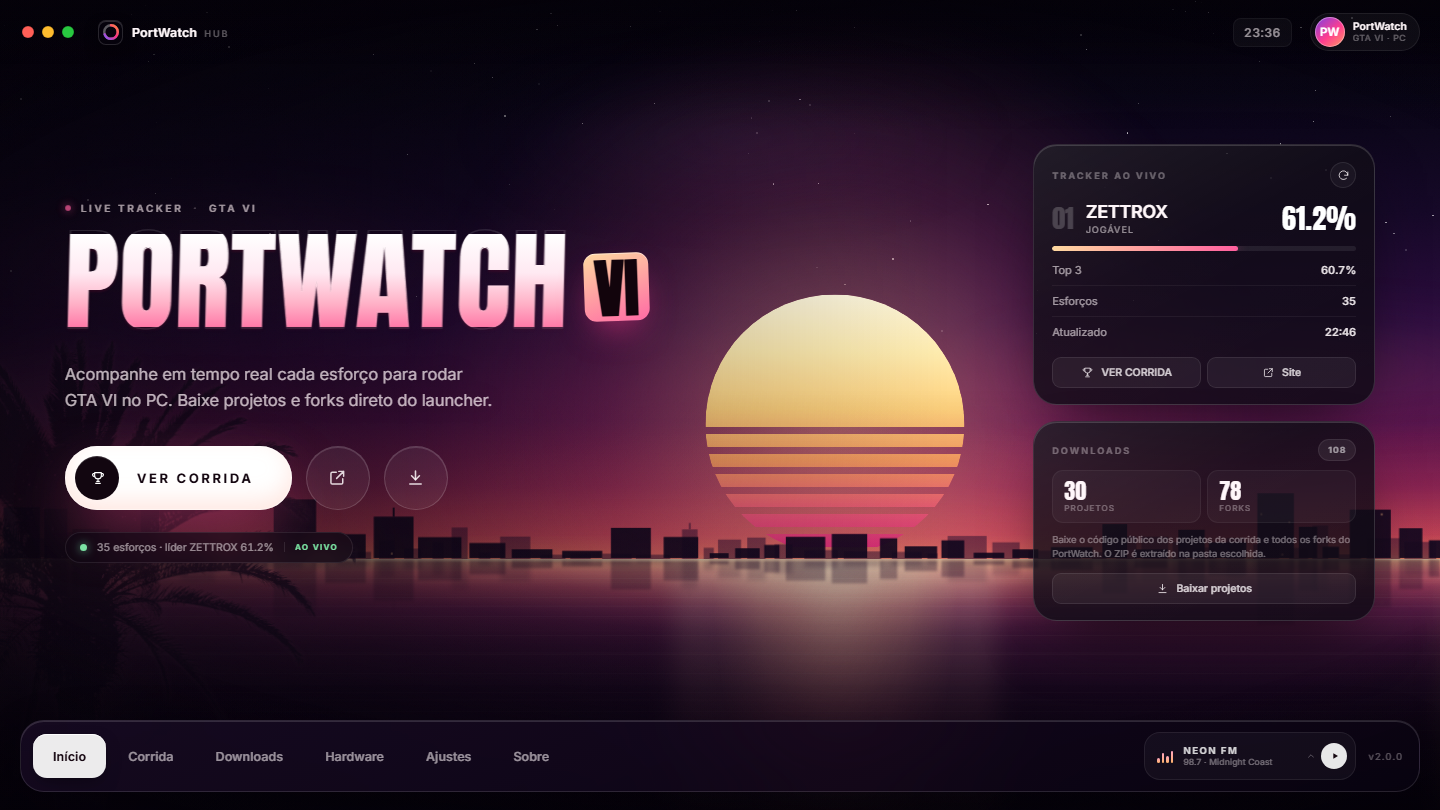 PortWatch HUB
23:36
PW
PortWatch
GTA VI · PC
LIVE TRACKER · GTA VI
PORTWATCH VI
Acompanhe em tempo real cada esforço para rodar
GTA VI no PC. Baixe projetos e forks direto do launcher.
VER CORRIDA
35 esforços · líder ZETTROX 61.2% AO VIVO
TRACKER AO VIVO
01 ZETTROX 61.2%
JOGÁVEL
Top 3 60.7%
Esforços 35
Atualizado 22:46
VER CORRIDA Site
DOWNLOADS 108
30 78
PROJETOS FORKS
Baixe o código público dos projetos da corrida e todos os forks do
PortWatch. O ZIP é extraído na pasta escolhida.
Baixar projetos
Início Corrida Downloads Hardware Ajustes Sobre
NEON FM
98.7 · Midnight Coast
v2.0.0